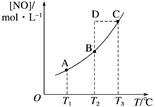 [NO]/
mol·L⁻¹
D C
B
A
O T₁ T₂ T₃ T/℃